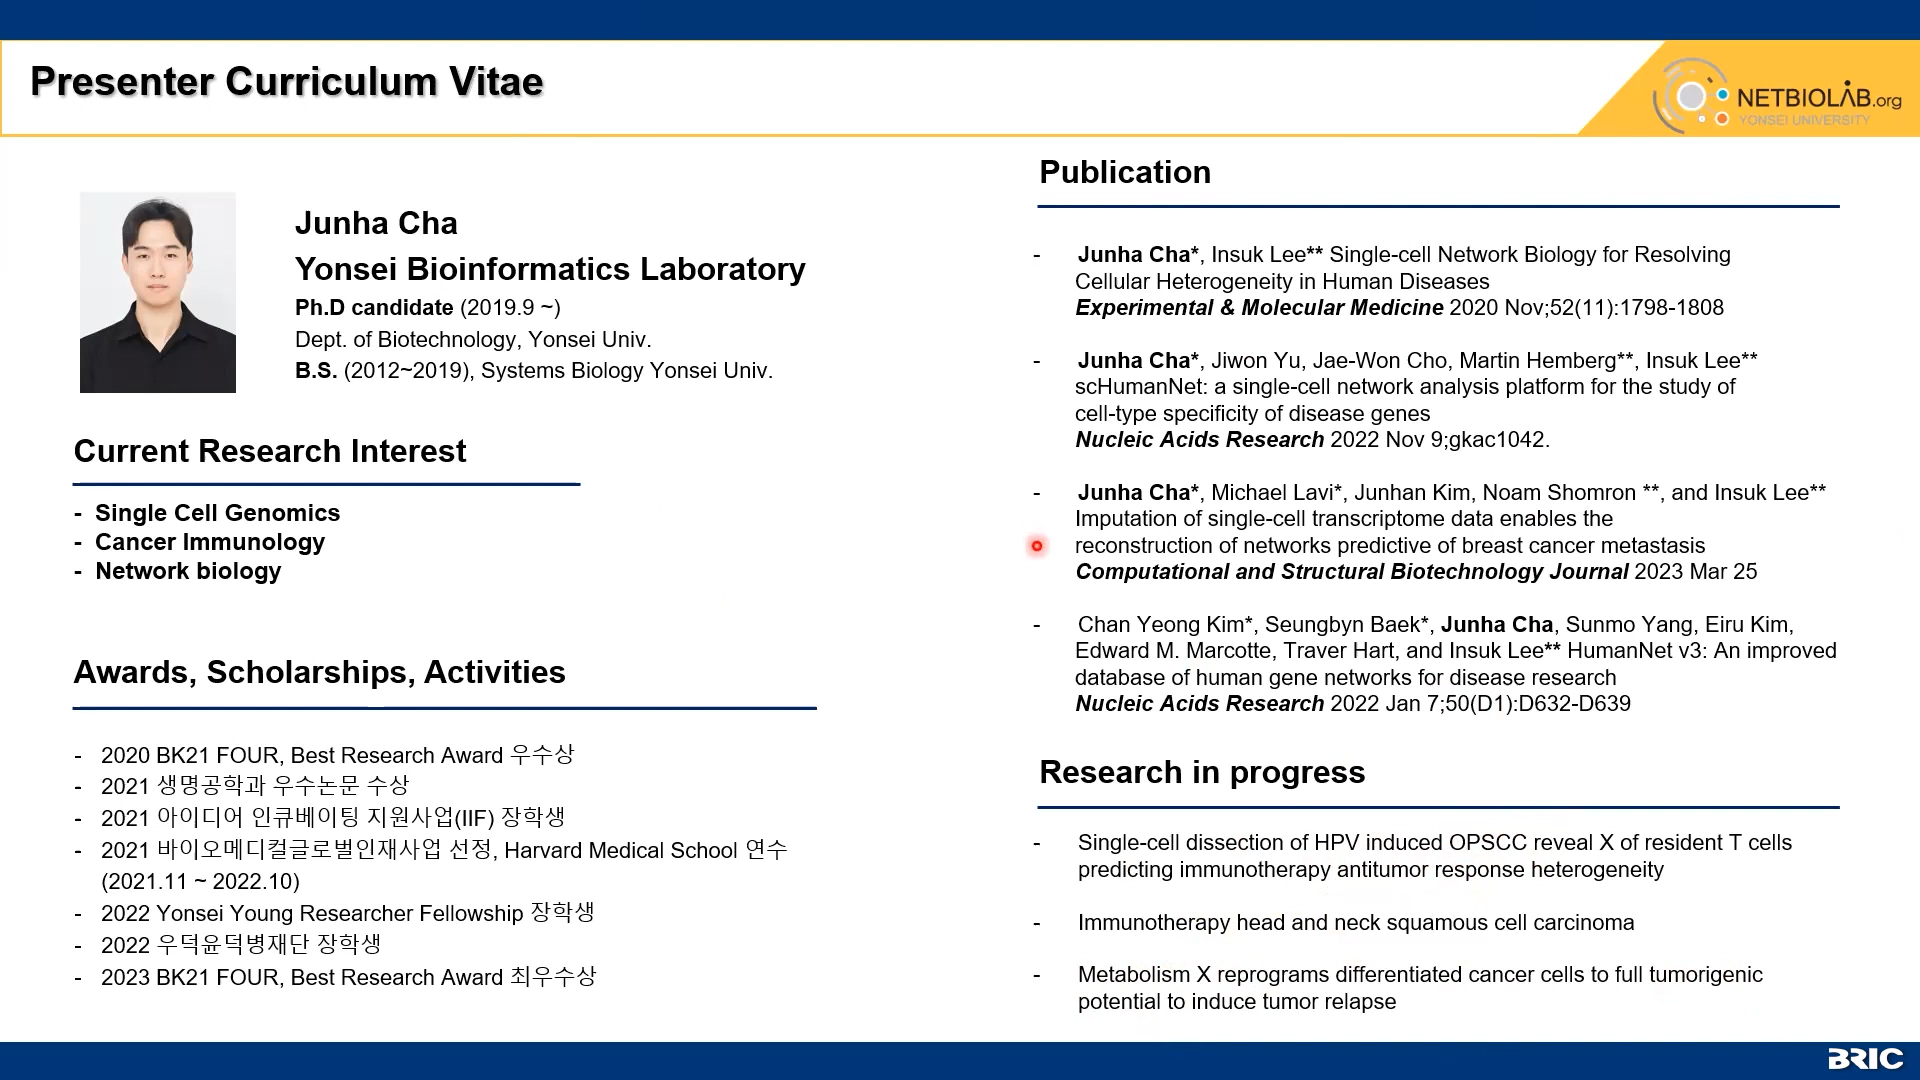 Presenter Curriculum Vitae
NETBIOLAB.org
YONSEI UNIVERSITY
Junha Cha
Yonsei Bioinformatics Laboratory
Ph.D candidate (2019.9 ~)
Dept. of Biotechnology, Yonsei Univ.
B.S. (2012~2019), Systems Biology Yonsei Univ.
Current Research Interest
- Single Cell Genomics
- Cancer Immunology
- Network biology
Awards, Scholarships, Activities
- 2020 BK21 FOUR, Best Research Award 우수상
- 2021 생명공학과 우수논문 수상
- 2021 아이디어 인큐베이팅 지원사업(IIF) 장학생
- 2021 바이오메디컬글로벌인재사업 선정, Harvard Medical School 연수
(2021.11 ~ 2022.10)
- 2022 Yonsei Young Researcher Fellowship 장학생
- 2022 우덕윤덕병재단 장학생
- 2023 BK21 FOUR, Best Research Award 최우수상
Publication
- Junha Cha*, Insuk Lee** Single-cell Network Biology for Resolving
Cellular Heterogeneity in Human Diseases
Experimental & Molecular Medicine 2020 Nov;52(11):1798-1808
- Junha Cha*, Jiwon Yu, Jae-Won Cho, Martin Hemberg**, Insuk Lee**
scHumanNet: a single-cell network analysis platform for the study of
cell-type specificity of disease genes
Nucleic Acids Research 2022 Nov 9;gkac1042.
- Junha Cha*, Michael Lavi*, Junhan Kim, Noam Shomron **, and Insuk Lee**
Imputation of single-cell transcriptome data enables the
reconstruction of networks predictive of breast cancer metastasis
Computational and Structural Biotechnology Journal 2023 Mar 25
- Chan Yeong Kim*, Seungbyn Baek*, Junha Cha, Sunmo Yang, Eiru Kim,
Edward M. Marcotte, Traver Hart, and Insuk Lee** HumanNet v3: An improved
database of human gene networks for disease research
Nucleic Acids Research 2022 Jan 7;50(D1):D632-D639
Research in progress
- Single-cell dissection of HPV induced OPSCC reveal X of resident T cells
predicting immunotherapy antitumor response heterogeneity
- Immunotherapy head and neck squamous cell carcinoma
- Metabolism X reprograms differentiated cancer cells to full tumorigenic
potential to induce tumor relapse
BRIC